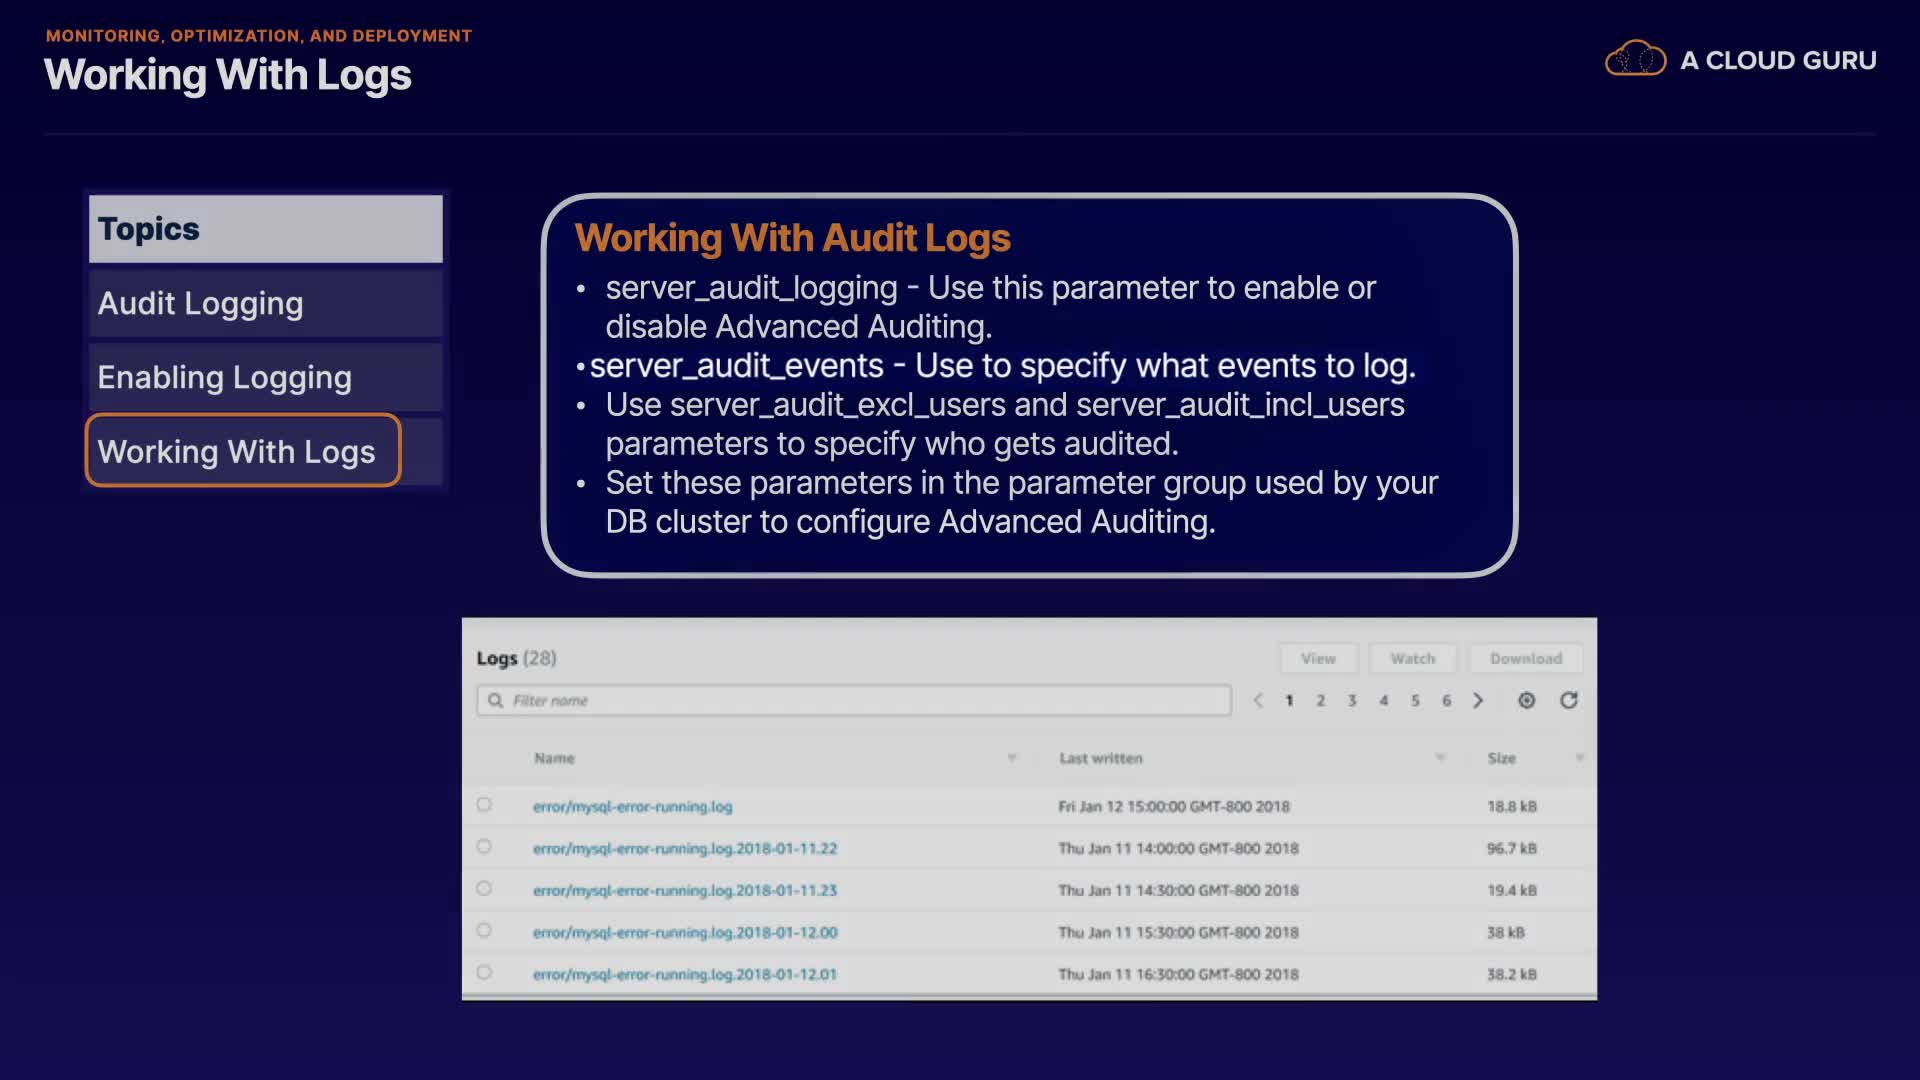 MONITORING, OPTIMIZATION, AND DEPLOYMENT
Working With Logs
A CLOUD GURU
Topics
Audit Logging
Enabling Logging
Working With Logs
Working With Audit Logs
• server_audit_logging - Use this parameter to enable or
disable Advanced Auditing.
• server_audit_events - Use to specify what events to log.
• Use server_audit_excl_users and server_audit_incl_users
parameters to specify who gets audited.
• Set these parameters in the parameter group used by your
DB cluster to configure Advanced Auditing.
Logs (28)
View Watch Download
Filter name
1 2 3 4 5 6
Name Last written Size
error/mysql-error-running.log Fri Jan 12 15:00:00 GMT-800 2018 18.8 kB
error/mysql-error-running.log.2018-01-11.22 Thu Jan 11 14:00:00 GMT-800 2018 96.7 kB
error/mysql-error-running.log.2018-01-11.23 Thu Jan 11 14:30:00 GMT-800 2018 19.4 kB
error/mysql-error-running.log.2018-01-12.00 Thu Jan 11 15:30:00 GMT-800 2018 38 kB
error/mysql-error-running.log.2018-01-12.01 Thu Jan 11 16:30:00 GMT-800 2018 38.2 kB